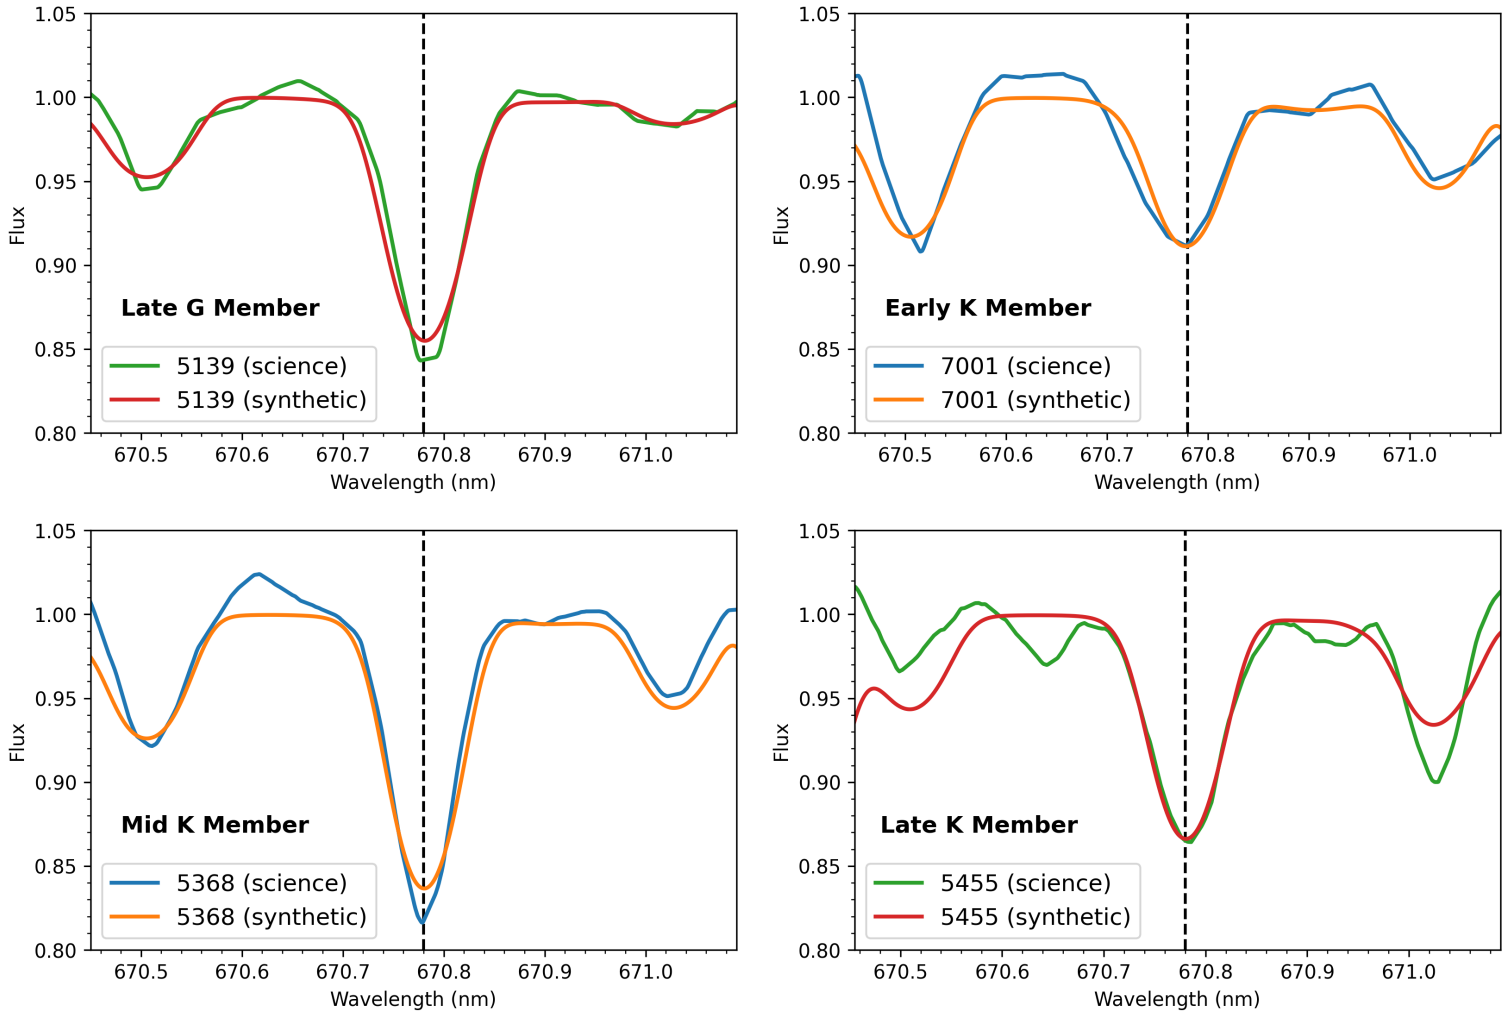 1.05
1.00
0.95
0.90
0.85
0.80
Flux
Late G Member
5139 (science)
5139 (synthetic)
670.5 670.6 670.7 670.8 670.9 671.0
Wavelength (nm)
1.05
1.00
0.95
0.90
0.85
0.80
Flux
Early K Member
7001 (science)
7001 (synthetic)
670.5 670.6 670.7 670.8 670.9 671.0
Wavelength (nm)
1.05
1.00
0.95
0.90
0.85
0.80
Flux
Mid K Member
5368 (science)
5368 (synthetic)
670.5 670.6 670.7 670.8 670.9 671.0
Wavelength (nm)
1.05
1.00
0.95
0.90
0.85
0.80
Flux
Late K Member
5455 (science)
5455 (synthetic)
670.5 670.6 670.7 670.8 670.9 671.0
Wavelength (nm)